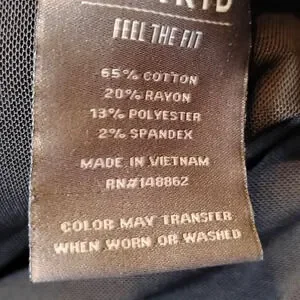 FEEL THE FIT
65% COTTON
20% RAYON
13% POLYESTER
2% SPANDEX
MADE IN VIETNAM
RN#148862
COLOR MAY TRANSFER
WHEN WORN OR WASHED